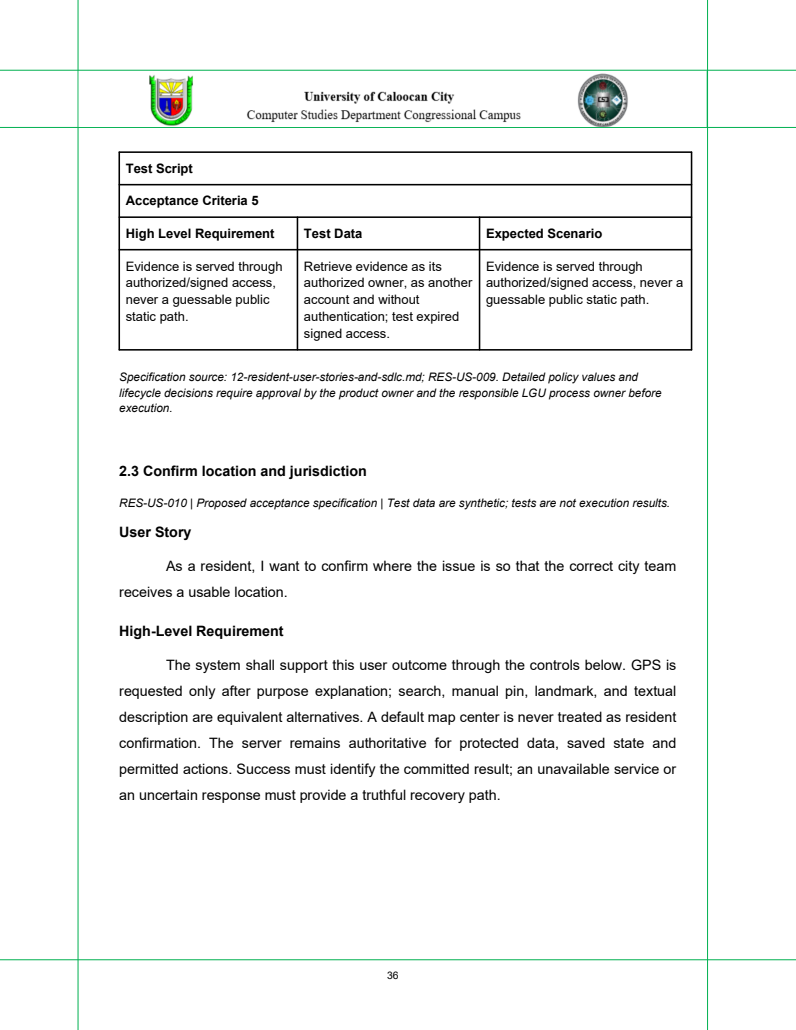 University of Caloocan City
Computer Studies Department Congressional Campus
Test Script
Acceptance Criteria 5
High Level Requirement
Test Data
Expected Scenario
Evidence is served through
authorized/signed access,
never a guessable public
static path.
Retrieve evidence as its
authorized owner, as another
account and without
authentication; test expired
signed access.
Evidence is served through
authorized/signed access, never a
guessable public static path.
Specification source: 12-resident-user-stories-and-sdlc.md; RES-US-009. Detailed policy values and
lifecycle decisions require approval by the product owner and the responsible LGU process owner before
execution.
2.3 Confirm location and jurisdiction
RES-US-010 | Proposed acceptance specification | Test data are synthetic; tests are not execution results.
User Story
As a resident, I want to confirm where the issue is so that the correct city team
receives a usable location.
High-Level Requirement
The system shall support this user outcome through the controls below. GPS is
requested only after purpose explanation; search, manual pin, landmark, and textual
description are equivalent alternatives. A default map center is never treated as resident
confirmation. The server remains authoritative for protected data, saved state and
permitted actions. Success must identify the committed result; an unavailable service or
an uncertain response must provide a truthful recovery path.
36